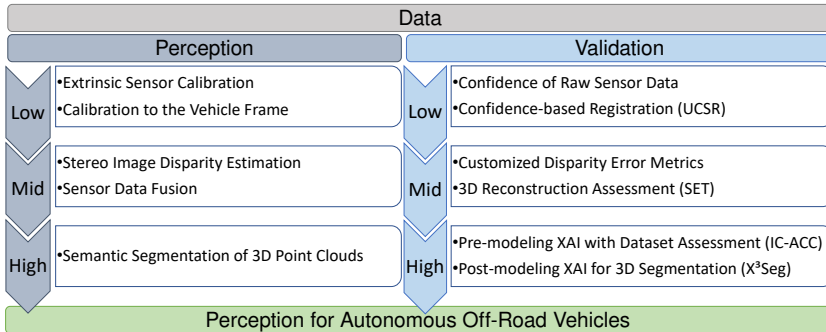 Data
Perception
Validation
Low
•Extrinsic Sensor Calibration
•Calibration to the Vehicle Frame
Low
•Confidence of Raw Sensor Data
•Confidence-based Registration (UCSR)
Mid
•Stereo Image Disparity Estimation
•Sensor Data Fusion
Mid
•Customized Disparity Error Metrics
•3D Reconstruction Assessment (SET)
High
•Semantic Segmentation of 3D Point Clouds
High
•Pre-modeling XAI with Dataset Assessment (IC-ACC)
•Post-modeling XAI for 3D Segmentation (X³Seg)
Perception for Autonomous Off-Road Vehicles